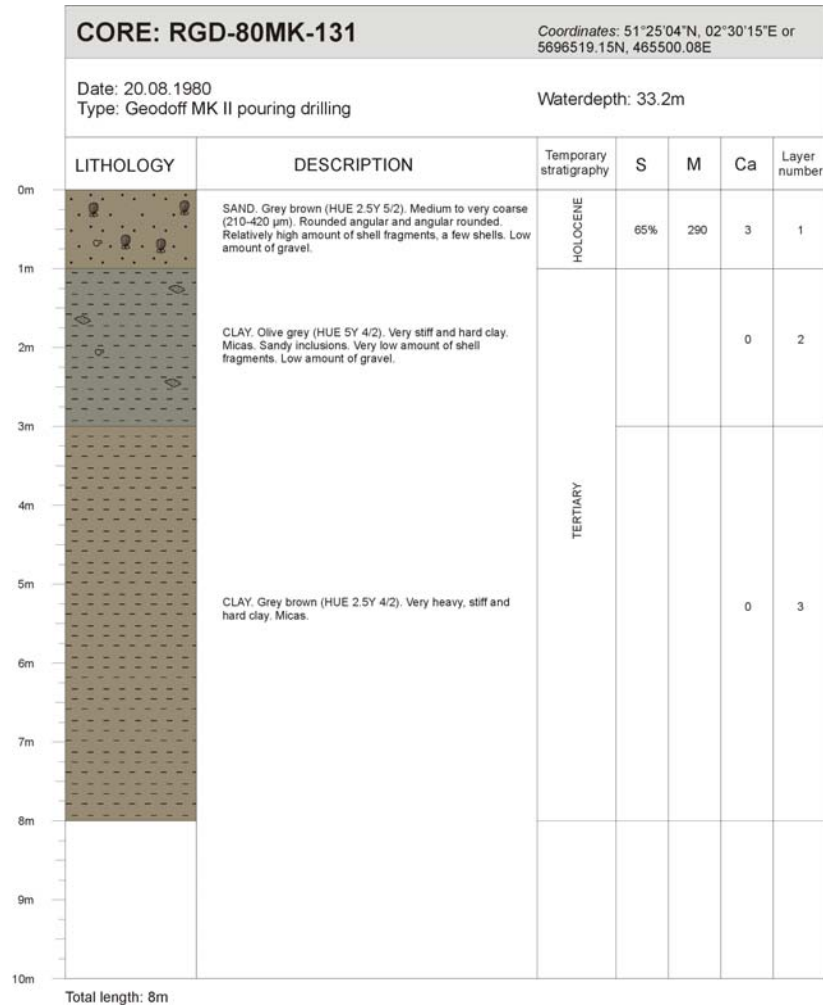 CORE: RGD-80MK-131
Coordinates: 51°25'04"N, 02°30'15"E or
5696519.15N, 465500.08E
Date: 20.08.1980
Type: Geodoff MK II pouring drilling
Waterdepth: 33.2m
LITHOLOGY
DESCRIPTION
Temporary
stratigraphy
S
M
Ca
Layer
number
0m
SAND. Grey brown (HUE 2.5Y 5/2). Medium to very coarse
(210-420 µm). Rounded angular and angular rounded.
Relatively high amount of shell fragments, a few shells. Low
amount of gravel.
HOLOCENE
65%
290
3
1
1m
CLAY. Olive grey (HUE 5Y 4/2). Very stiff and hard clay.
Micas. Sandy inclusions. Very low amount of shell
fragments. Low amount of gravel.
0
2
2m
3m
4m
TERTIARY
5m
CLAY. Grey brown (HUE 2.5Y 4/2). Very heavy, stiff and
hard clay. Micas.
0
3
6m
7m
8m
9m
10m
Total length: 8m